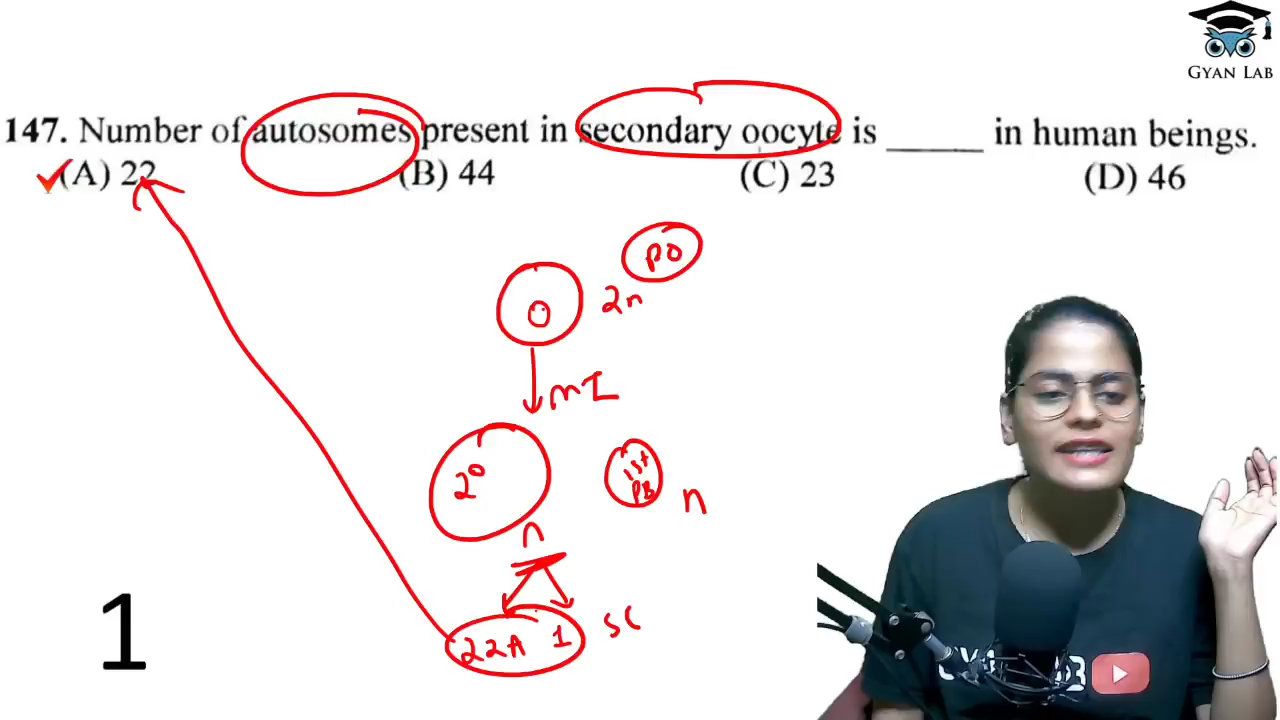 GYAN LAB
147. Number of autosomes present in secondary oocyte is ______ in human beings.
(A) 22 (B) 44 (C) 23 (D) 46
PO
O 2n
mI
2° 1st PB n
n
22A 1 SC
1